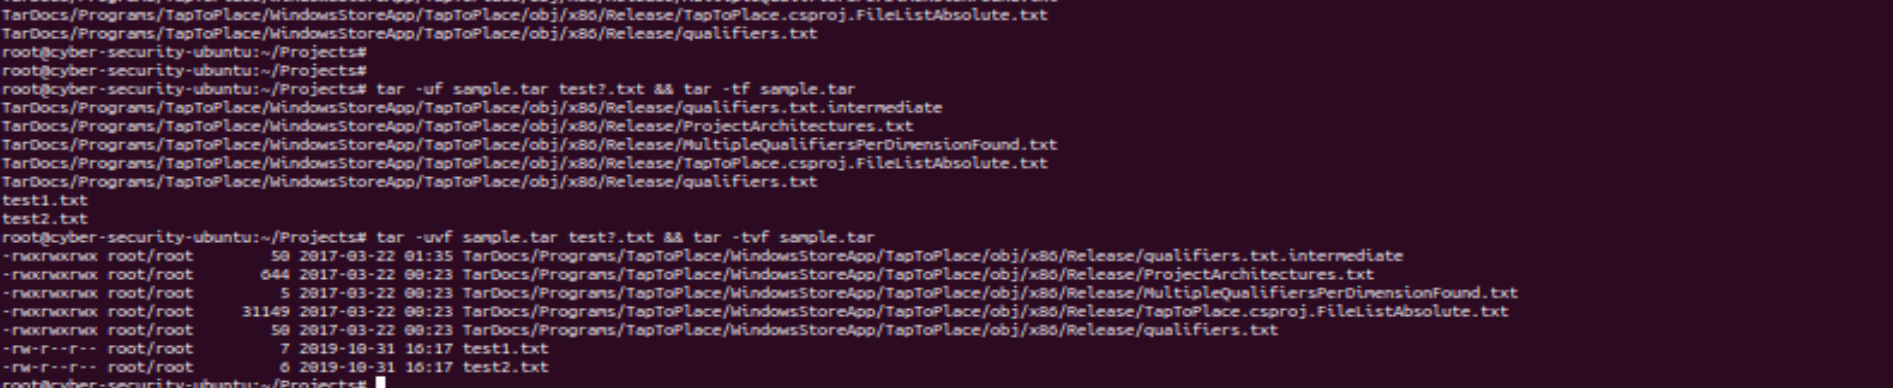 TarDocs/Programs/TapToPlace/WindowsStoreApp/TapToPlace/obj/x86/Release/MultipleQualifiersPerDimensionFound.txt
TarDocs/Programs/TapToPlace/WindowsStoreApp/TapToPlace/obj/x86/Release/TapToPlace.csproj.FileListAbsolute.txt
TarDocs/Programs/TapToPlace/WindowsStoreApp/TapToPlace/obj/x86/Release/qualifiers.txt
root@cyber-security-ubuntu:~/Projects#
root@cyber-security-ubuntu:~/Projects#
root@cyber-security-ubuntu:~/Projects# tar -uf sample.tar test?.txt && tar -tf sample.tar
TarDocs/Programs/TapToPlace/WindowsStoreApp/TapToPlace/obj/x86/Release/qualifiers.txt.intermediate
TarDocs/Programs/TapToPlace/WindowsStoreApp/TapToPlace/obj/x86/Release/ProjectArchitectures.txt
TarDocs/Programs/TapToPlace/WindowsStoreApp/TapToPlace/obj/x86/Release/MultipleQualifiersPerDimensionFound.txt
TarDocs/Programs/TapToPlace/WindowsStoreApp/TapToPlace/obj/x86/Release/TapToPlace.csproj.FileListAbsolute.txt
TarDocs/Programs/TapToPlace/WindowsStoreApp/TapToPlace/obj/x86/Release/qualifiers.txt
test1.txt
test2.txt
root@cyber-security-ubuntu:~/Projects# tar -uvf sample.tar test?.txt && tar -tvf sample.tar
-rwxrwxrwx root/root 50 2017-03-22 01:35 TarDocs/Programs/TapToPlace/WindowsStoreApp/TapToPlace/obj/x86/Release/qualifiers.txt.intermediate
-rwxrwxrwx root/root 644 2017-03-22 00:23 TarDocs/Programs/TapToPlace/WindowsStoreApp/TapToPlace/obj/x86/Release/ProjectArchitectures.txt
-rwxrwxrwx root/root 5 2017-03-22 00:23 TarDocs/Programs/TapToPlace/WindowsStoreApp/TapToPlace/obj/x86/Release/MultipleQualifiersPerDimensionFound.txt
-rwxrwxrwx root/root 31149 2017-03-22 00:23 TarDocs/Programs/TapToPlace/WindowsStoreApp/TapToPlace/obj/x86/Release/TapToPlace.csproj.FileListAbsolute.txt
-rwxrwxrwx root/root 50 2017-03-22 00:23 TarDocs/Programs/TapToPlace/WindowsStoreApp/TapToPlace/obj/x86/Release/qualifiers.txt
-rw-r--r-- root/root 7 2019-10-31 16:17 test1.txt
-rw-r--r-- root/root 6 2019-10-31 16:17 test2.txt
root@cyber-security-ubuntu:~/Projects#